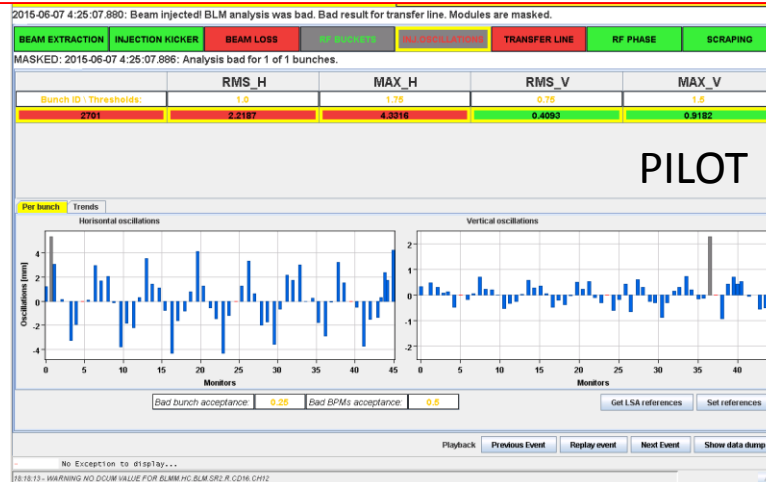 2015-06-07 4:25:07.880: Beam injected! BLM analysis was bad. Bad result for transfer line. Modules are masked.
BEAM EXTRACTION INJECTION KICKER BEAM LOSS RF BUCKETS INJ.OSCILLATIONS TRANSFER LINE RF PHASE SCRAPING
MASKED: 2015-06-07 4:25:07.886: Analysis bad for 1 of 1 bunches.
RMS_H MAX_H RMS_V MAX_V
Bunch ID \ Thresholds: 1.0 1.75 0.75 1.5
2701 2.2187 4.3316 0.4093 0.9182
PILOT
Per bunch Trends
Horisontal oscillations Vertical oscillations
Oscillations [mm]
4 2 0 -2 -4
2 1 0 -1 -2
0 5 10 15 20 25 30 35 40 45 0 5 10 15 20 25 30 35 40
Monitors Monitors
Bad bunch acceptance: 0.25 Bad BPMs acceptance: 0.5 Get LSA references Set references
Playback Previous Event Replay event Next Event Show data dump
- No Exception to display...
18:18:13 - WARNING NO DCUM VALUE FOR BLMM.HC.BLM.SR2.R.CD16.CH12